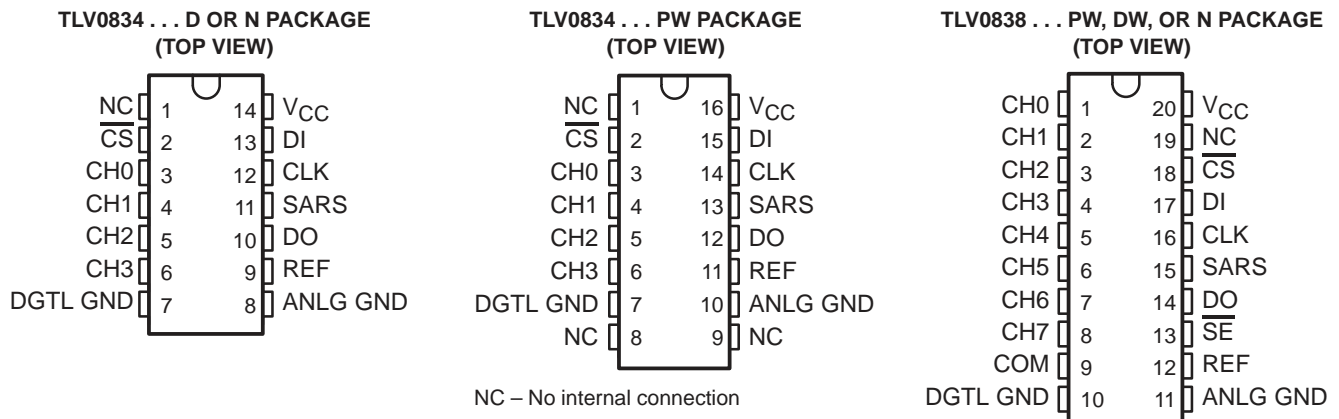 TLV0834 . . . D OR N PACKAGE
(TOP VIEW)
NC 1 14 VCC
CS 2 13 DI
CH0 3 12 CLK
CH1 4 11 SARS
CH2 5 10 DO
CH3 6 9 REF
DGTL GND 7 8 ANLG GND
TLV0834 . . . PW PACKAGE
(TOP VIEW)
NC 1 16 VCC
CS 2 15 DI
CH0 3 14 CLK
CH1 4 13 SARS
CH2 5 12 DO
CH3 6 11 REF
DGTL GND 7 10 ANLG GND
NC 8 9 NC
NC – No internal connection
TLV0838 . . . PW, DW, OR N PACKAGE
(TOP VIEW)
CH0 1 20 VCC
CH1 2 19 NC
CH2 3 18 CS
CH3 4 17 DI
CH4 5 16 CLK
CH5 6 15 SARS
CH6 7 14 DO
CH7 8 13 SE
COM 9 12 REF
DGTL GND 10 11 ANLG GND